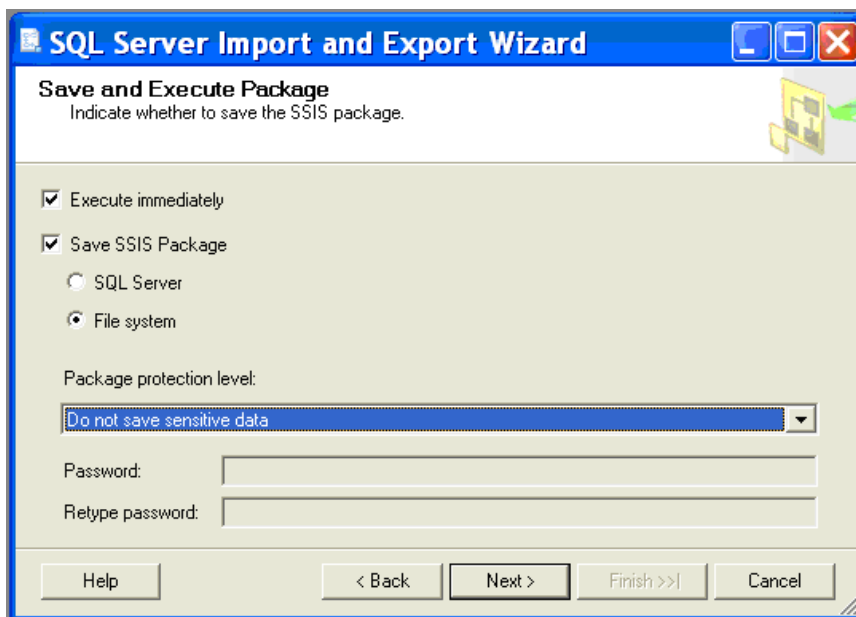 SQL Server Import and Export Wizard
Save and Execute Package
Indicate whether to save the SSIS package.
Execute immediately
Save SSIS Package
SQL Server
File system
Package protection level:
Do not save sensitive data
Password:
Retype password:
Help < Back Next > Finish >>| Cancel